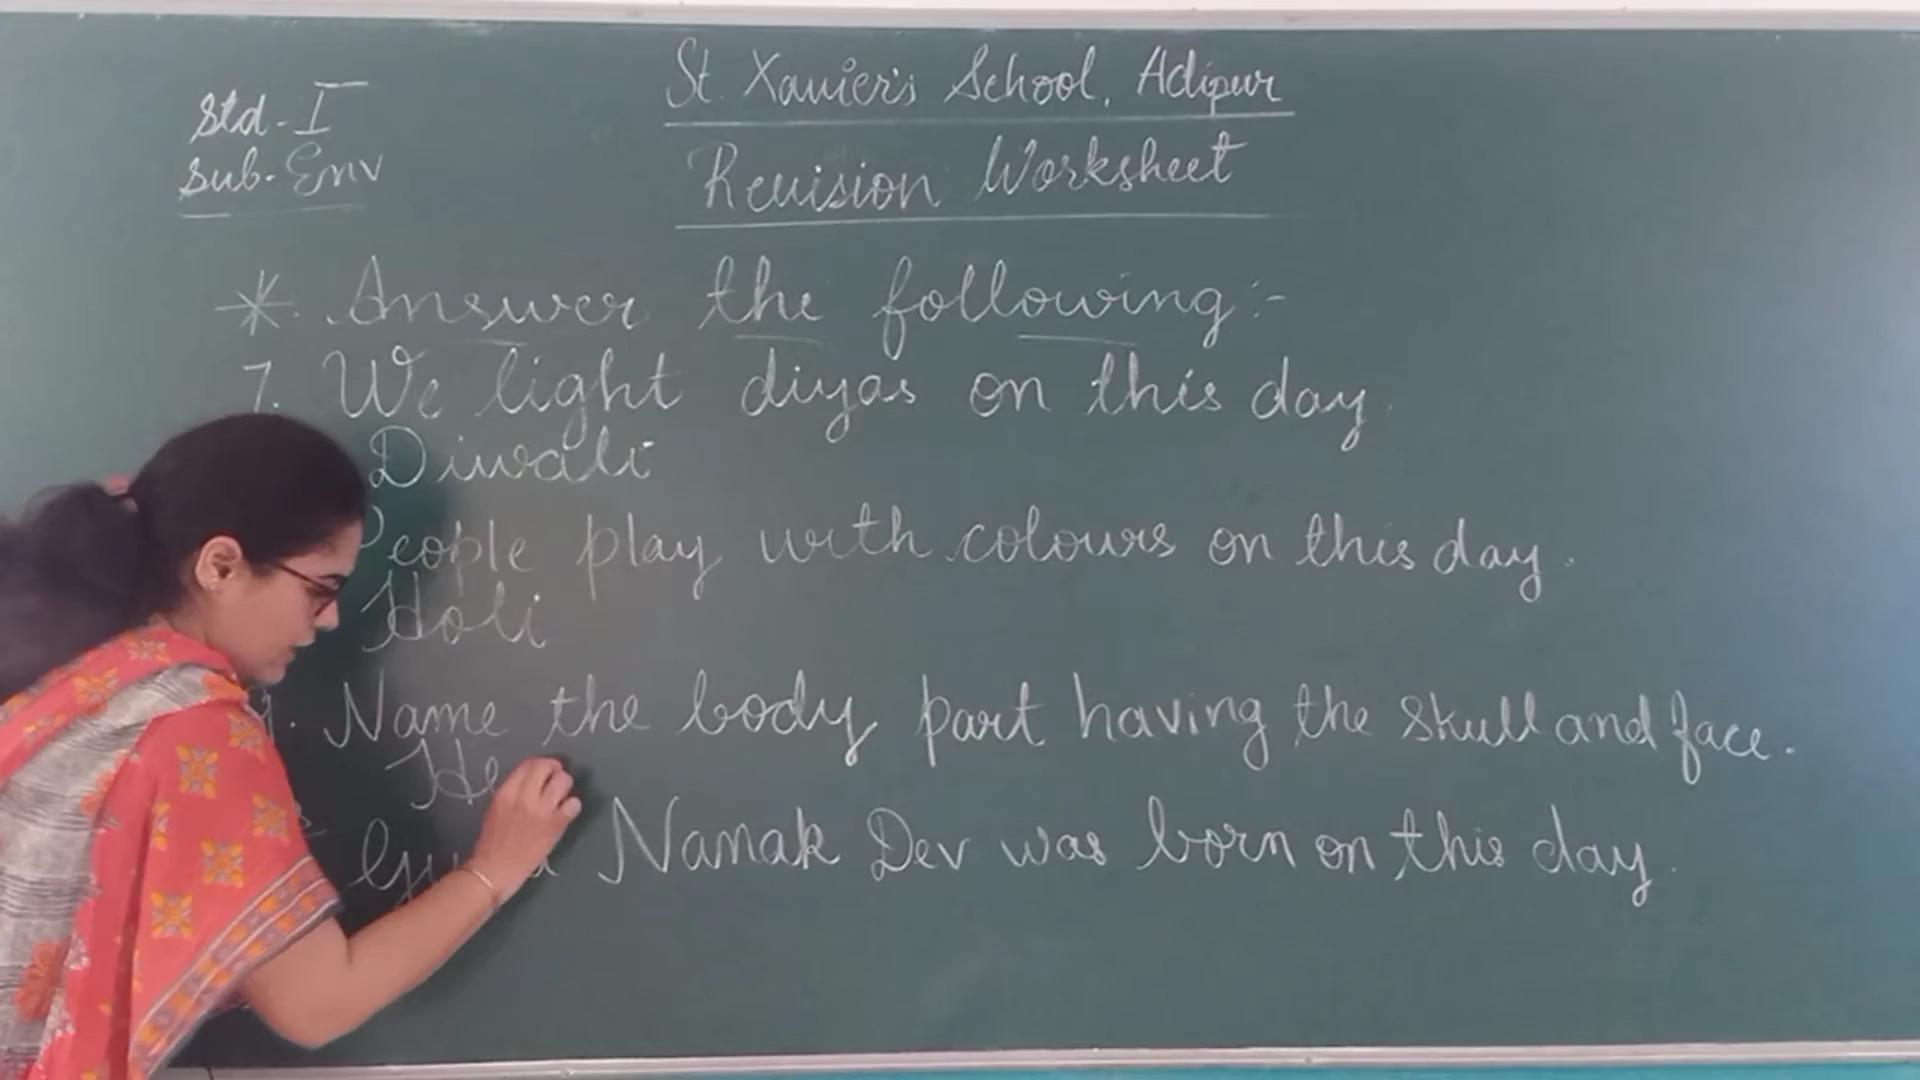 Std - I
Sub - Env
St. Xavier's School, Adipur
Revision Worksheet
* Answer the following :-
7. We light diyas on this day.
Diwali
People play with colours on this day.
Holi
9. Name the body part having the skull and face.
He
Nanak Dev was born on this day.